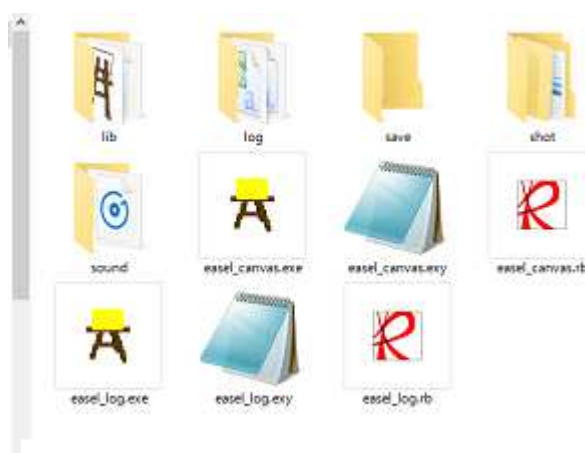 lib
log
save
shot
sound
easel_canvas.exe
easel_canvas.exy
easel_canvas.rb
easel_log.exe
easel_log.exy
easel_log.rb